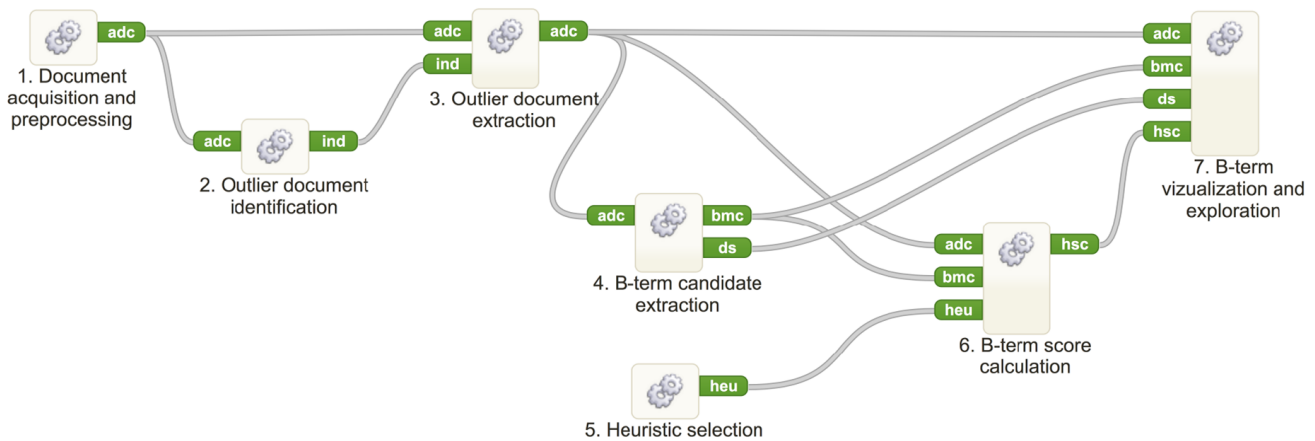 adc
1. Document
acquisition and
preprocessing
adc
ind
2. Outlier document
identification
adc
ind
adc
3. Outlier document
extraction
adc
bmc
ds
4. B-term candidate
extraction
heu
5. Heuristic selection
adc
bmc
heu
hsc
6. B-term score
calculation
adc
bmc
ds
hsc
7. B-term
vizualization and
exploration